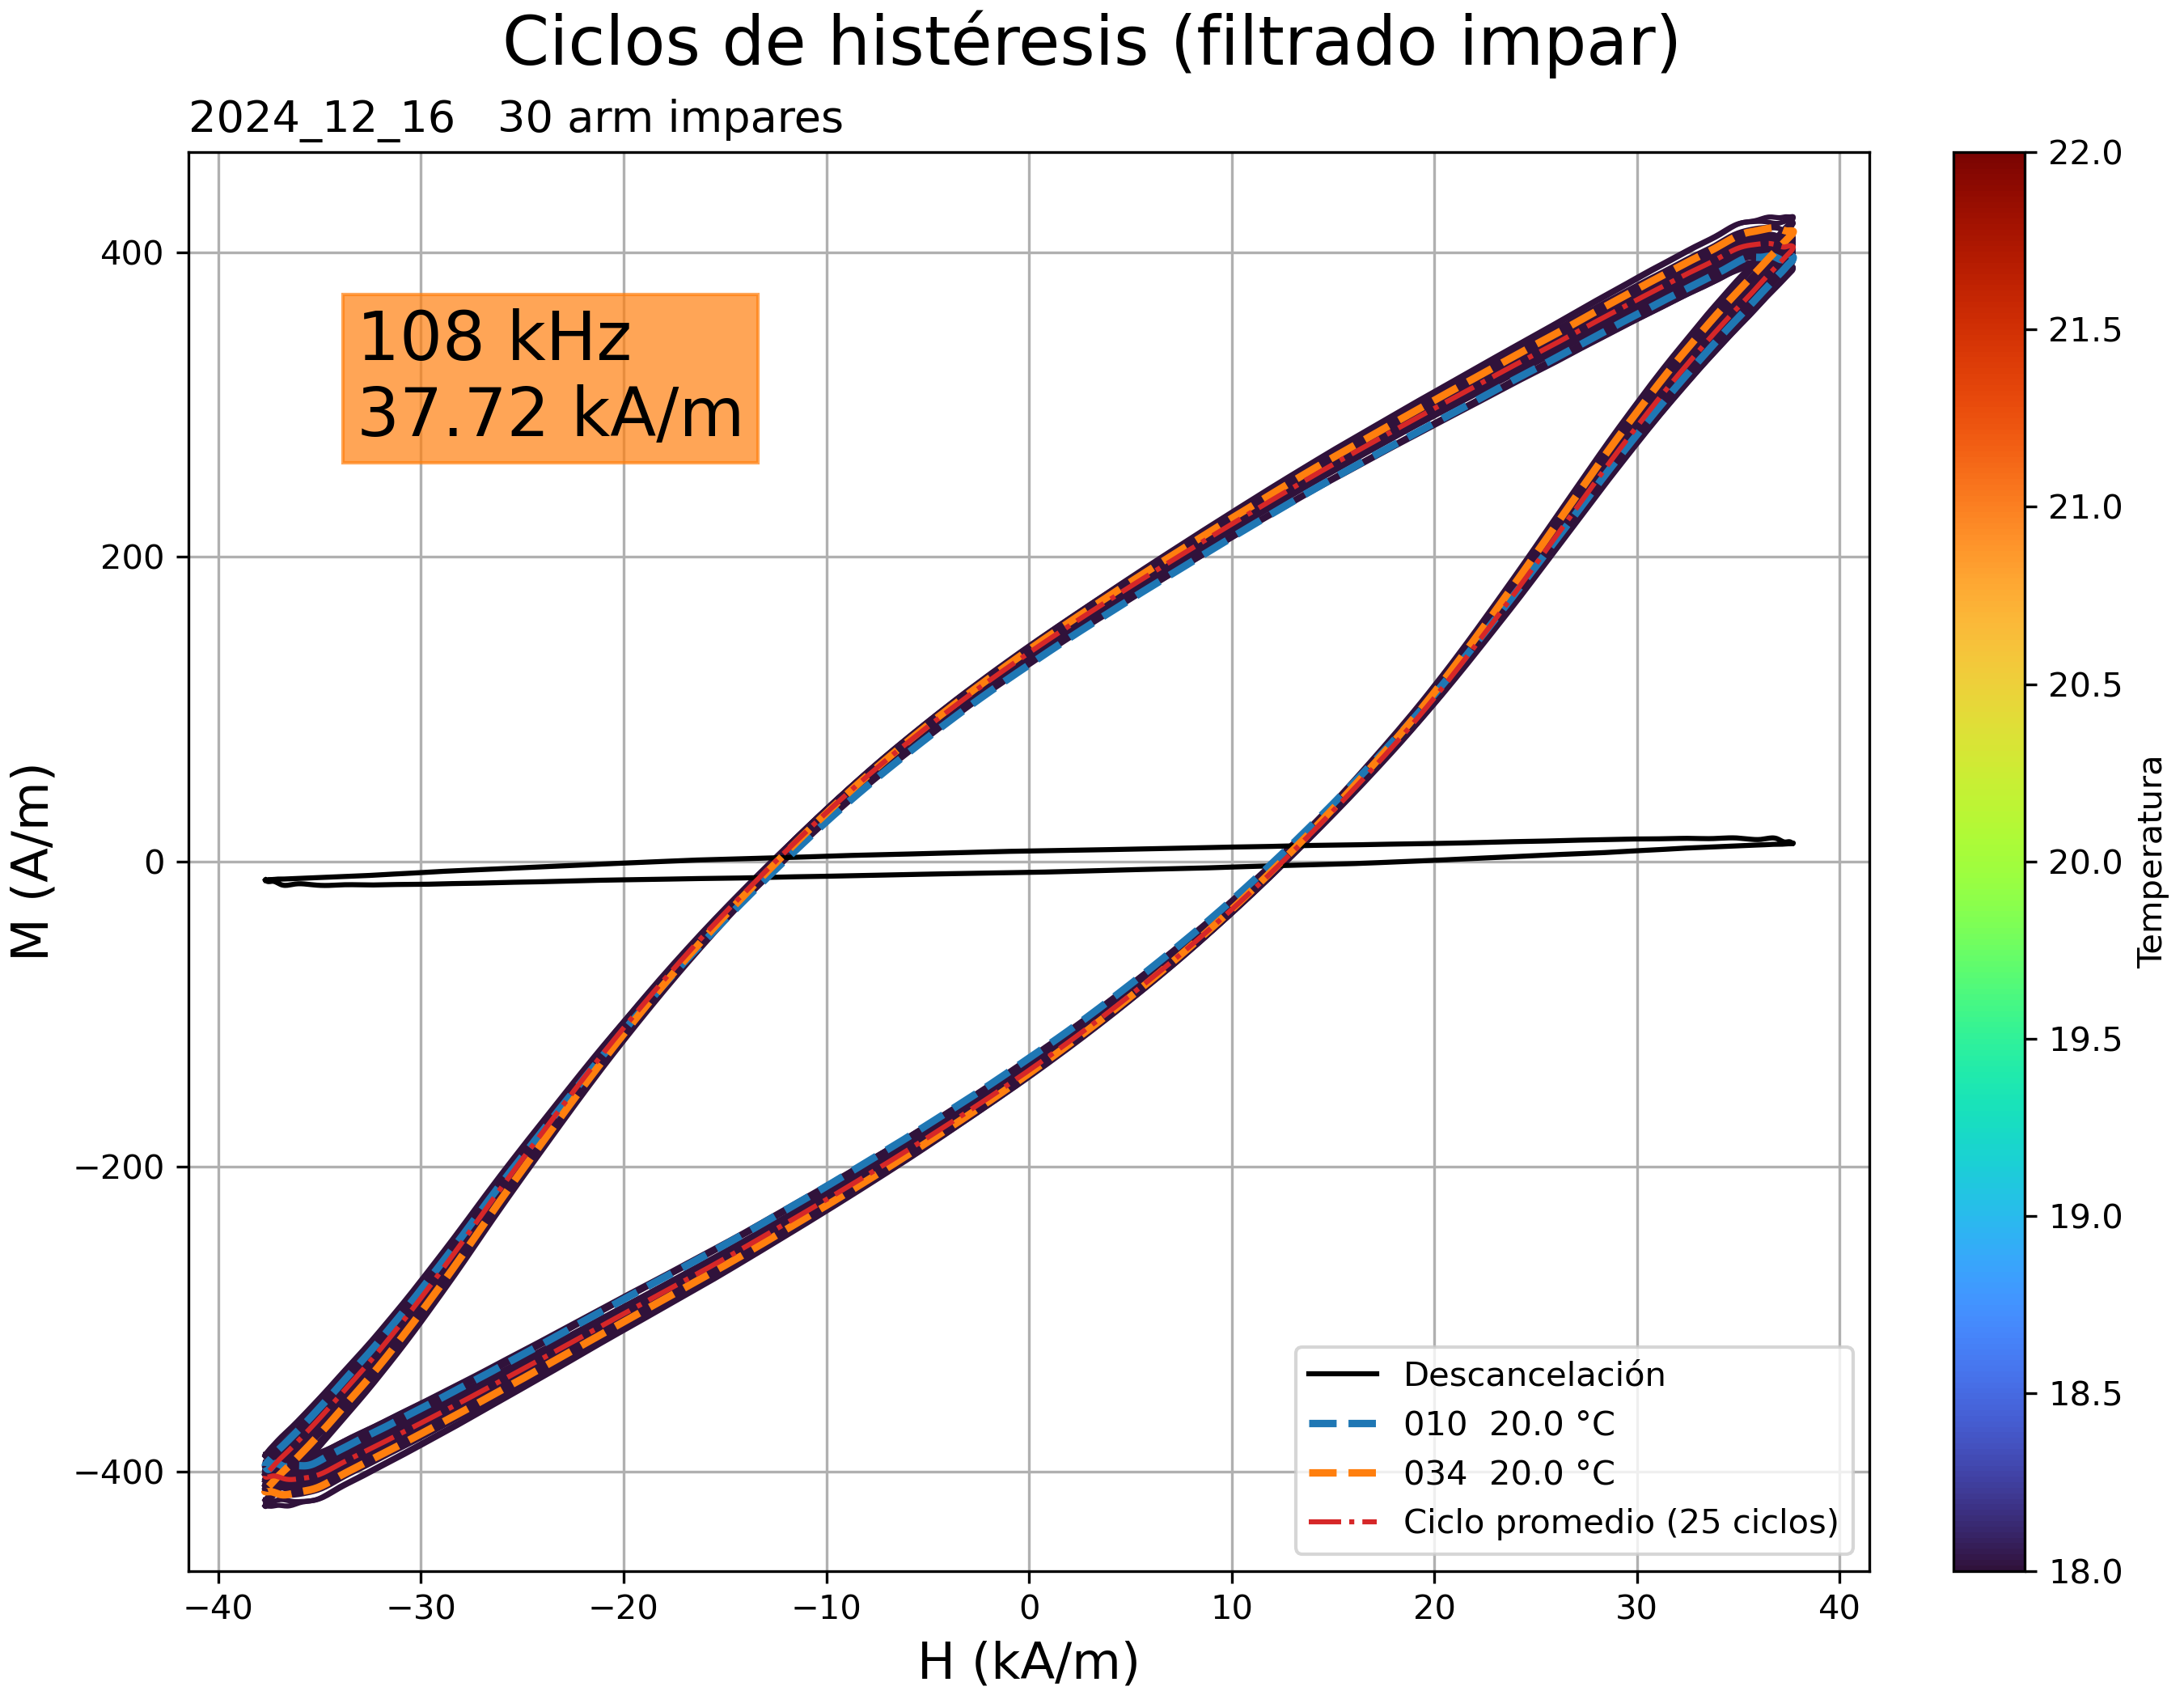 Ciclos de histéresis (filtrado impar)
2024_12_16   30 arm impares
108 kHz
37.72 kA/m
M (A/m)
400
200
0
−200
−400
−40
−30
−20
−10
0
10
20
30
40
H (kA/m)
Descancelación
010  20.0 °C
034  20.0 °C
Ciclo promedio (25 ciclos)
22.0
21.5
21.0
20.5
20.0
19.5
19.0
18.5
18.0
Temperatura